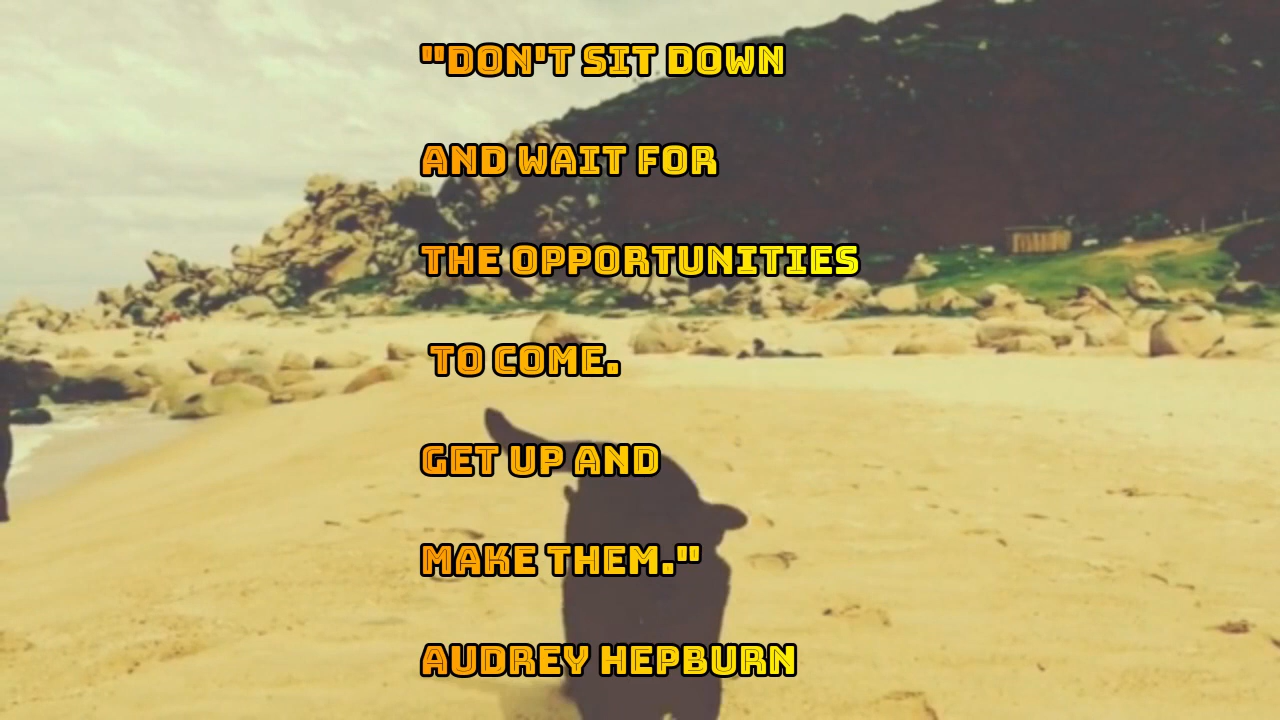 "DON'T SIT DOWN
AND WAIT FOR
THE OPPORTUNITIES
TO COME.
GET UP AND
MAKE THEM."
AUDREY HEPBURN